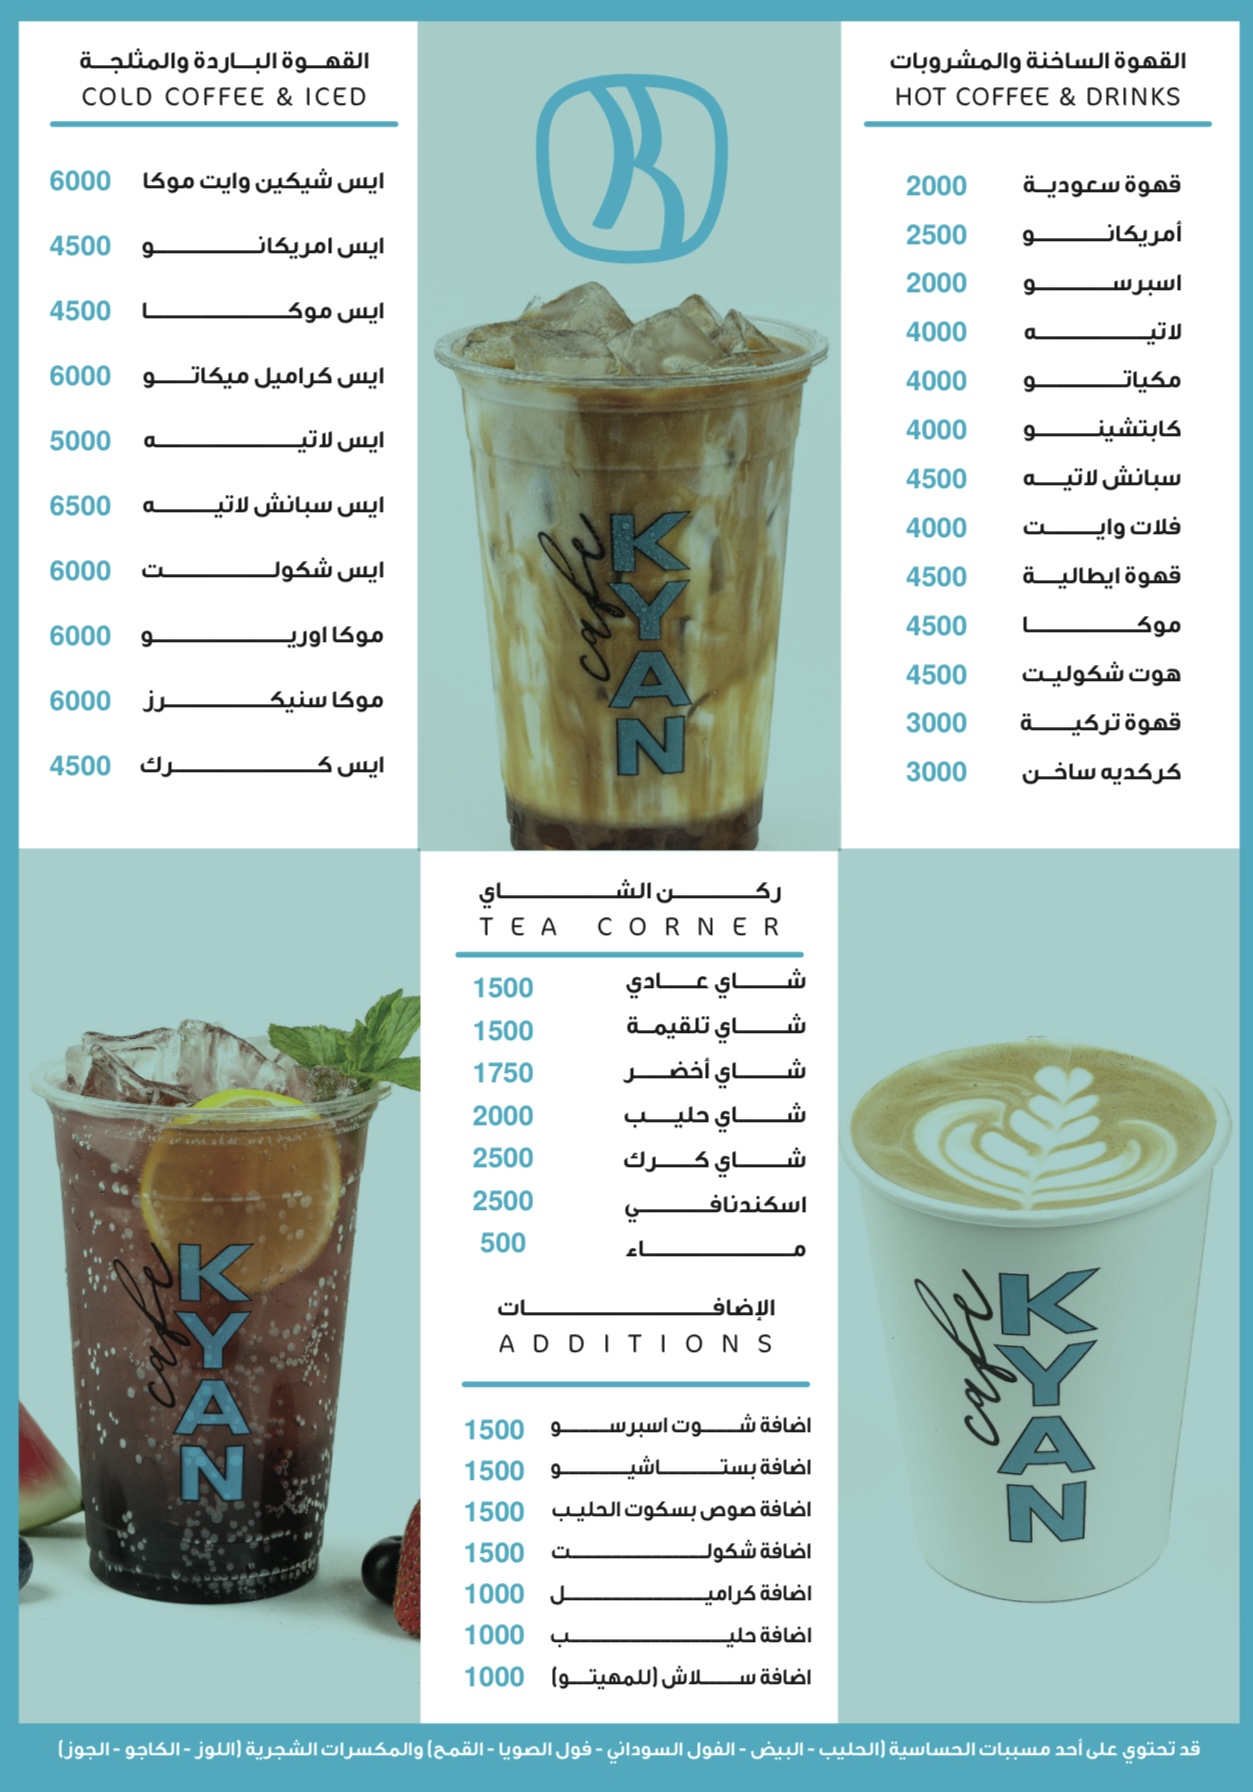 القهوة الساخنة والمشروبات
HOT COFFEE & DRINKS
قهوة سعودية 2000
أمريكانو 2500
اسبرسو 2000
لاتيه 4000
مكياتو 4000
كابتشينو 4000
سبانش لاتيه 4500
فلات وايت 4000
قهوة ايطالية 4500
موكا 4500
هوت شكوليت 4500
قهوة تركية 3000
كركديه ساخن 3000
القهوة الباردة والمثلجة
COLD COFFEE & ICED
ايس شيكين وايت موكا 6000
ايس امريكانو 4500
ايس موكا 4500
ايس كراميل ميكاتو 6000
ايس لاتيه 5000
ايس سبانش لاتيه 6500
ايس شكولت 6000
موكا اوريو 6000
موكا سنيكرز 6000
ايس كرك 4500
cafe KYAN
ركن الشاي
TEA CORNER
شاي عادي 1500
شاي تلقيمة 1500
شاي أخضر 1750
شاي حليب 2000
شاي كرك 2500
اسكندنافي 2500
ماء 500
الإضافات
ADDITIONS
اضافة شوت اسبرسو 1500
اضافة بستاشيو 1500
اضافة صوص بسكوت الحليب 1500
اضافة شكولت 1500
اضافة كراميل 1000
اضافة حليب 1000
اضافة سلاش (للمهيتو) 1000
cafe KYAN
cafe KYAN
قد تحتوي على أحد مسببات الحساسية (الحليب - البيض - الفول السوداني - فول الصويا - القمح) والمكسرات الشجرية (اللوز - الكاجو - الجوز)